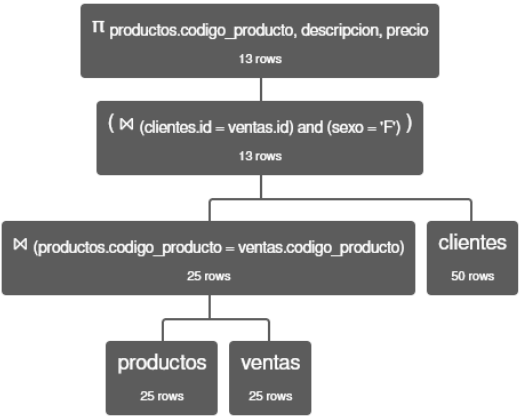 π productos.codigo_producto, descripcion, precio
13 rows
( ⋈ (clientes.id = ventas.id) and (sexo = 'F') )
13 rows
⋈ (productos.codigo_producto = ventas.codigo_producto)
25 rows
clientes
50 rows
productos
25 rows
ventas
25 rows